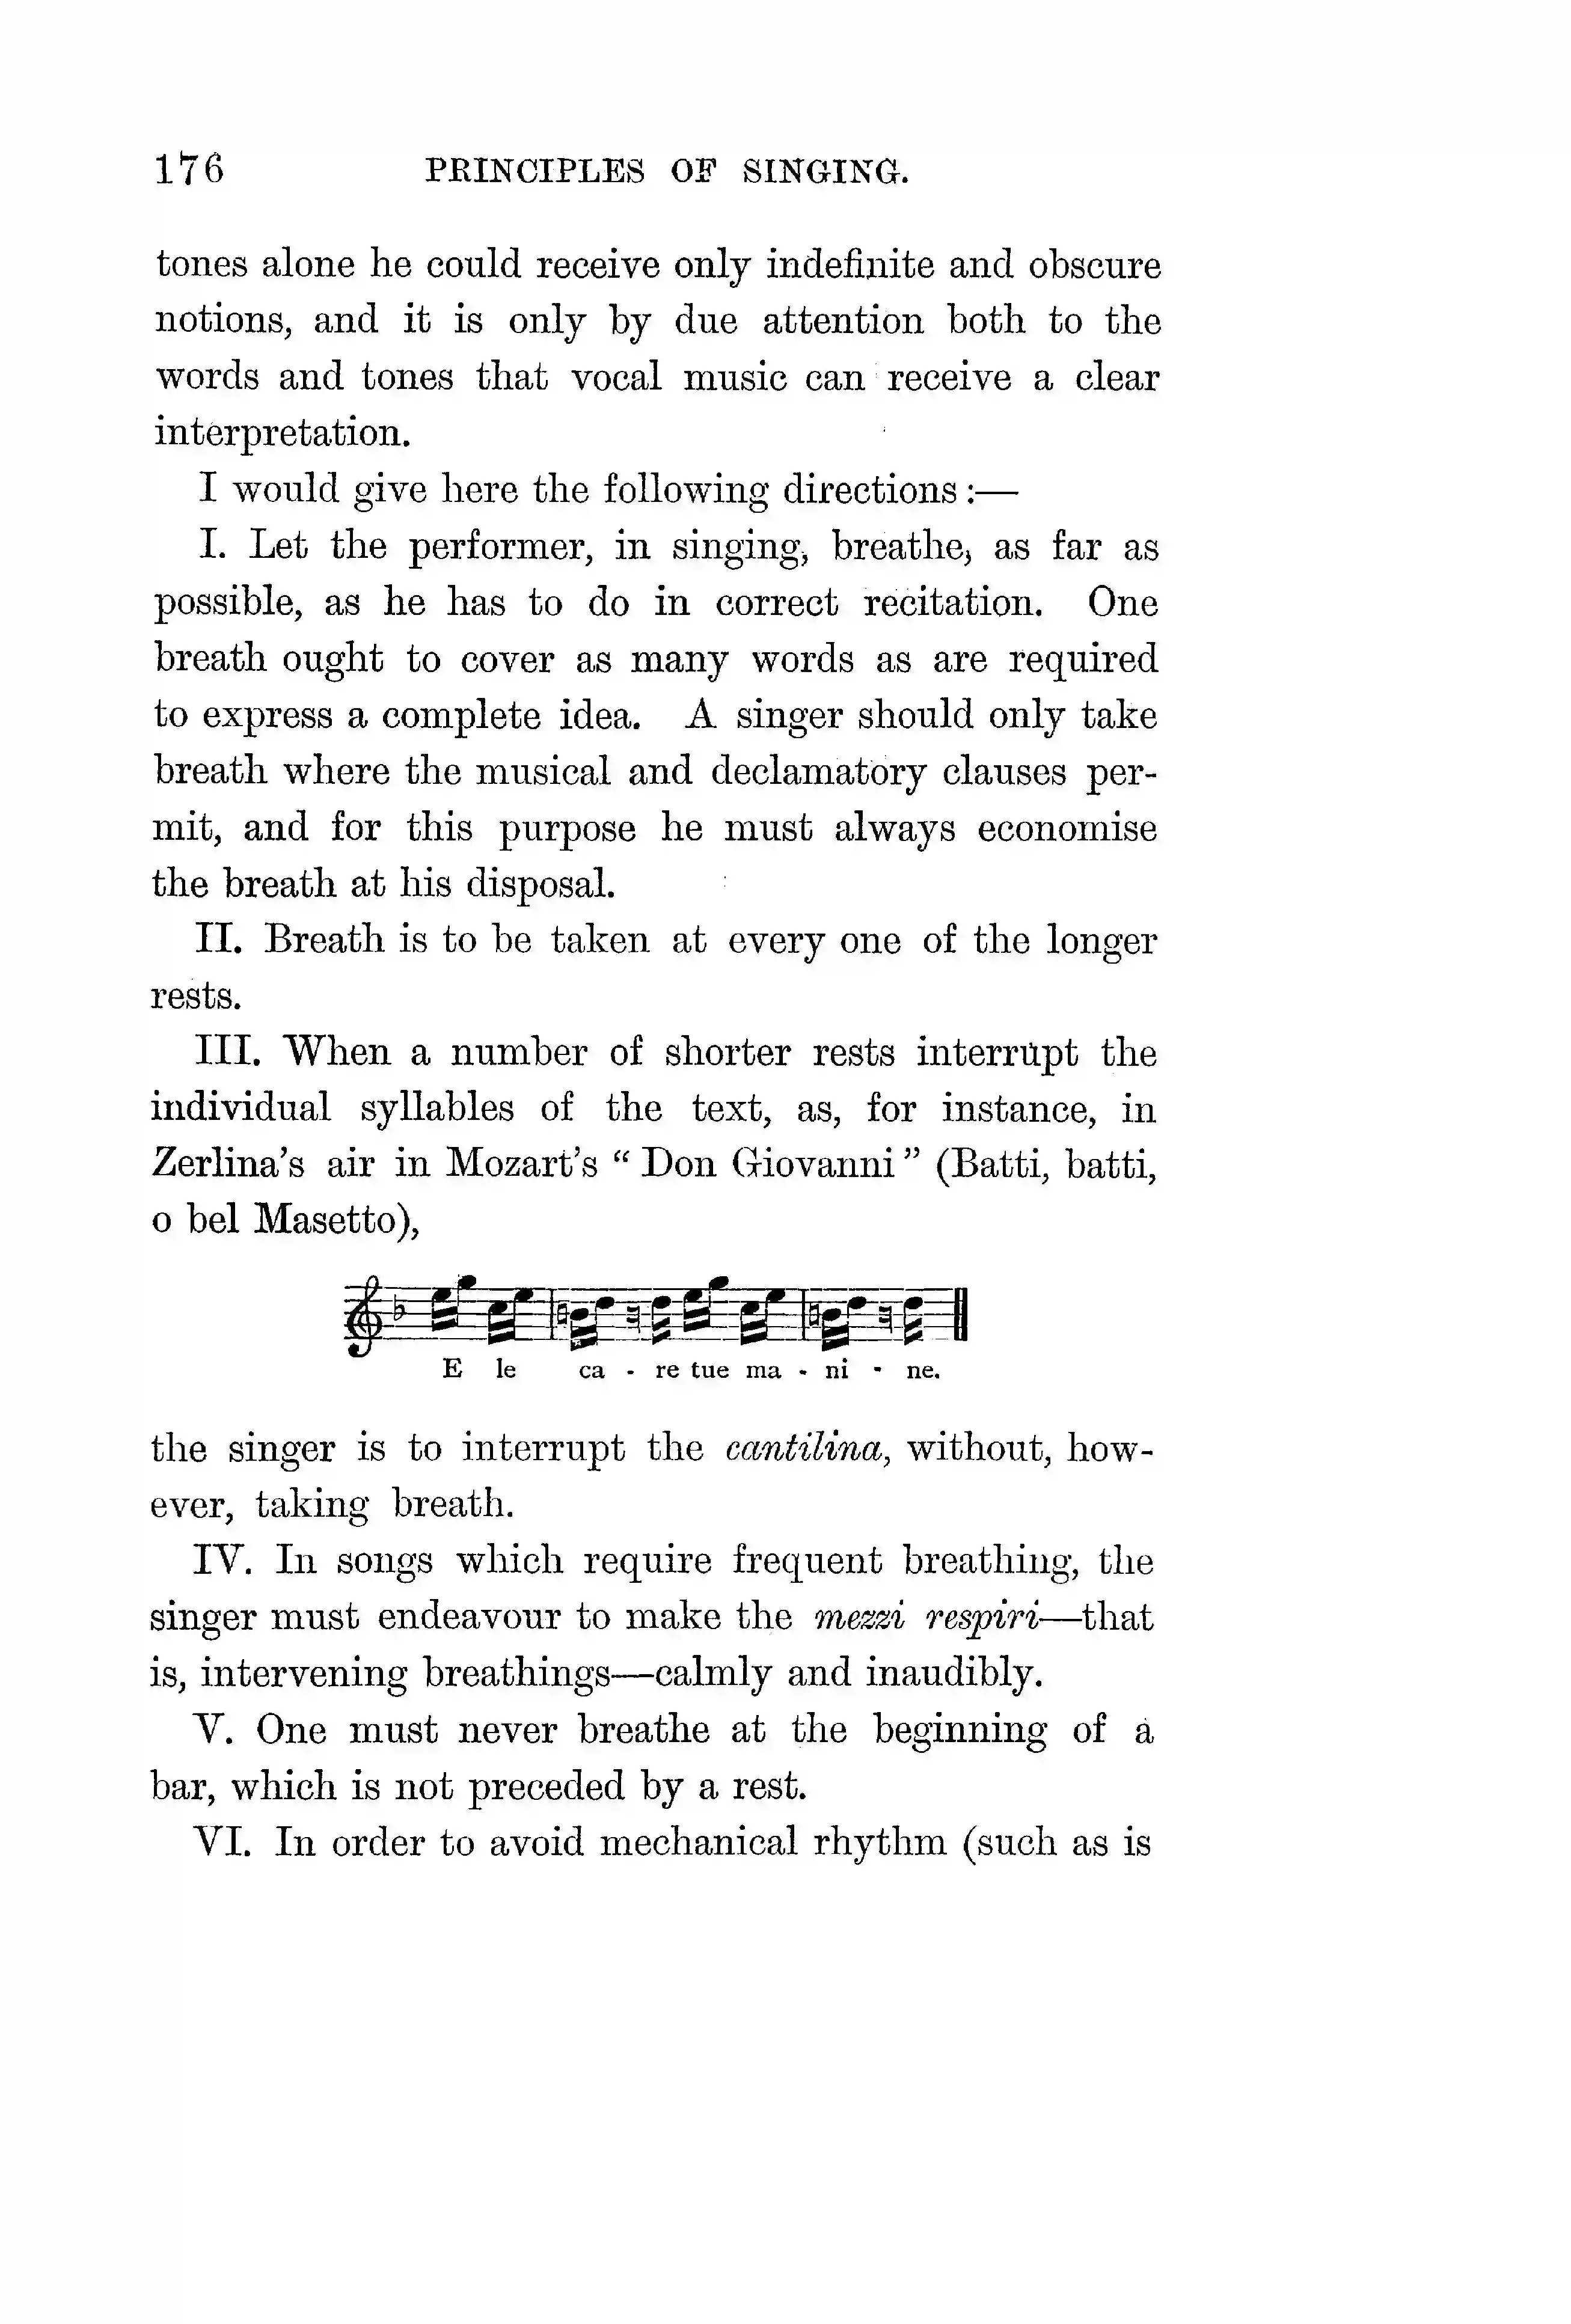 176 PRINCIPLES OF SINGING.
tones alone he could receive only indefinite and obscure
notions, and it is only by due attention both to the
words and tones that vocal music can receive a clear
interpretation.
I would give here the following directions:—
I. Let the performer, in singing, breathe, as far as
possible, as he has to do in correct recitation. One
breath ought to cover as many words as are required
to express a complete idea. A singer should only take
breath where the musical and declamatory clauses per-
mit, and for this purpose he must always economise
the breath at his disposal.
II. Breath is to be taken at every one of the longer
rests.
III. When a number of shorter rests interrupt the
individual syllables of the text, as, for instance, in
Zerlina's air in Mozart's “Don Giovanni” (Batti, batti,
o bel Masetto),
E le ca - re tue ma - ni - ne.
the singer is to interrupt the cantilina, without, how-
ever, taking breath.
IV. In songs which require frequent breathing, the
singer must endeavour to make the mezzi respiri—that
is, intervening breathings—calmly and inaudibly.
V. One must never breathe at the beginning of a
bar, which is not preceded by a rest.
VI. In order to avoid mechanical rhythm (such as is